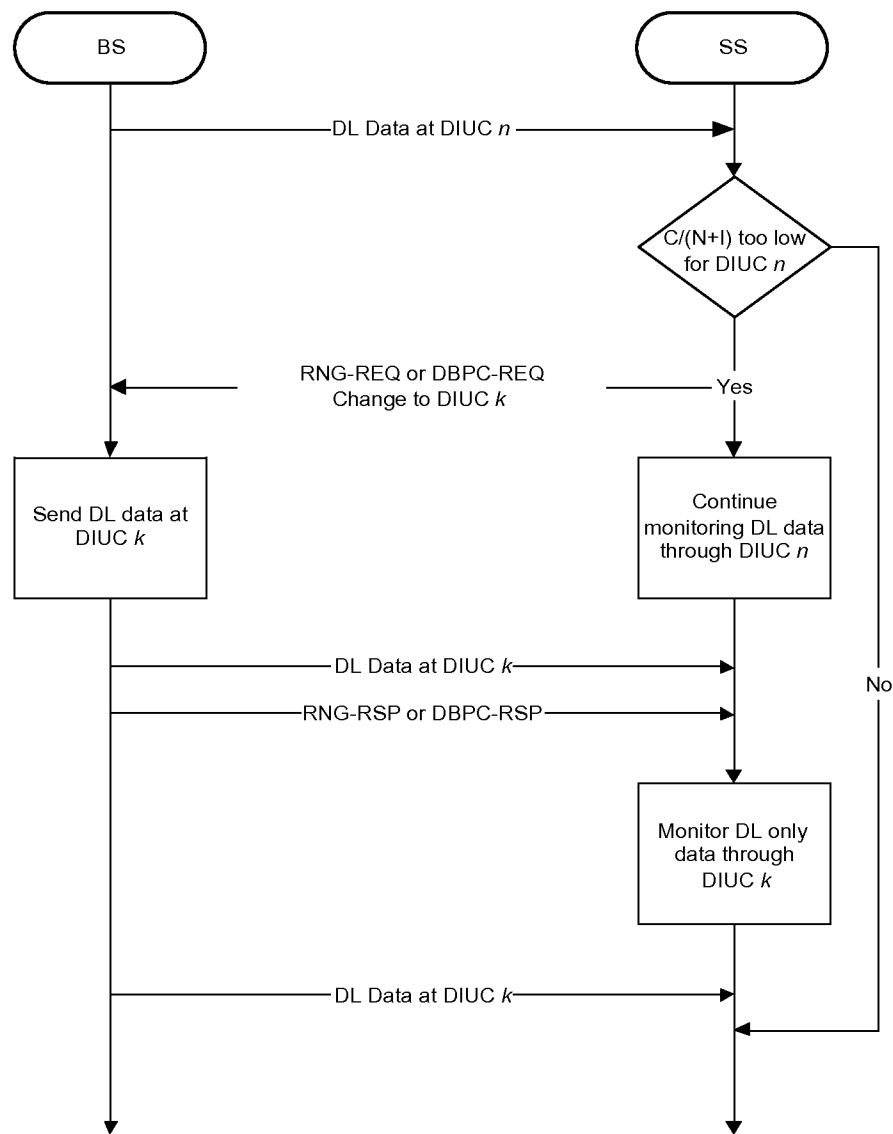 BS
SS
DL Data at DIUC n
C/(N+I) too low
for DIUC n
RNG-REQ or DBPC-REQ
Change to DIUC k
Yes
Send DL data at
DIUC k
Continue
monitoring DL data
through DIUC n
DL Data at DIUC k
No
RNG-RSP or DBPC-RSP
Monitor DL only
data through
DIUC k
DL Data at DIUC k